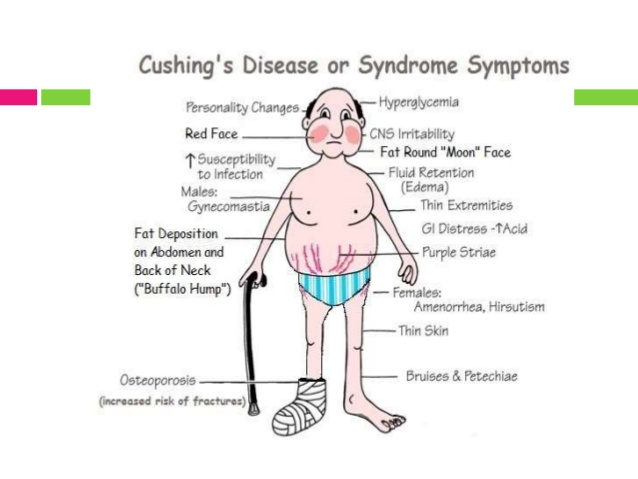 Cushing's Disease or Syndrome Symptoms
Personality Changes
Hyperglycemia
Red Face
CNS Irritability
Fat Round "Moon" Face
↑ Susceptibility
to Infection
Fluid Retention
(Edema)
Males:
Gynecomastia
Thin Extremities
GI Distress -↑Acid
Fat Deposition
on Abdomen and
Back of Neck
("Buffalo Hump")
Purple Striae
Females:
Amenorrhea, Hirsutism
Thin Skin
Osteoporosis
(increased risk of fractures)
Bruises & Petechiae